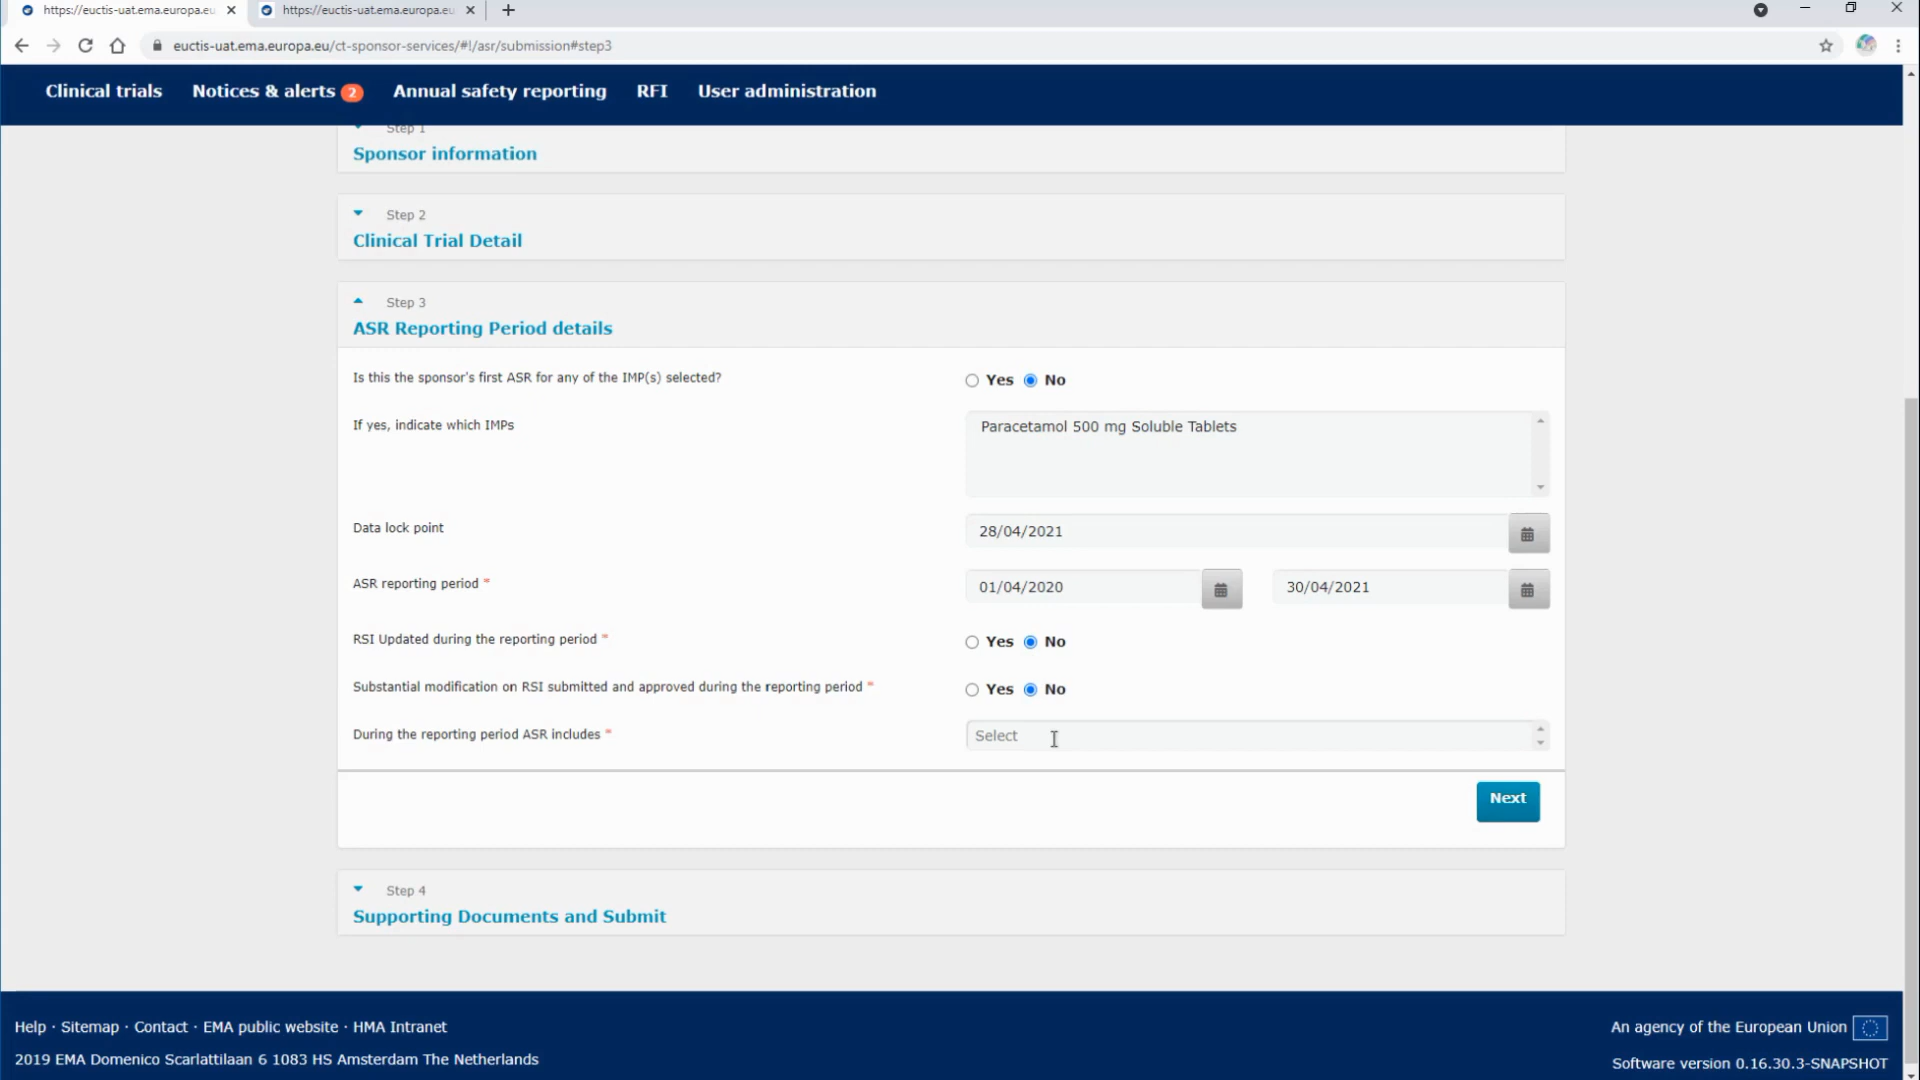 https://euctis-uat.ema.europa.eu
https://euctis-uat.ema.europa.eu
euctis-uat.ema.europa.eu/ct-sponsor-services/#!/asr/submission#step3
Clinical trials Notices & alerts 2 Annual safety reporting RFI User administration
Step 1
Sponsor information
Step 2
Clinical Trial Detail
Step 3
ASR Reporting Period details
Is this the sponsor's first ASR for any of the IMP(s) selected? Yes No
If yes, indicate which IMPs Paracetamol 500 mg Soluble Tablets
Data lock point 28/04/2021
ASR reporting period * 01/04/2020 30/04/2021
RSI Updated during the reporting period * Yes No
Substantial modification on RSI submitted and approved during the reporting period * Yes No
During the reporting period ASR includes * Select
Next
Step 4
Supporting Documents and Submit
Help · Sitemap · Contact · EMA public website · HMA Intranet
An agency of the European Union
2019 EMA Domenico Scarlattilaan 6 1083 HS Amsterdam The Netherlands
Software version 0.16.30.3-SNAPSHOT